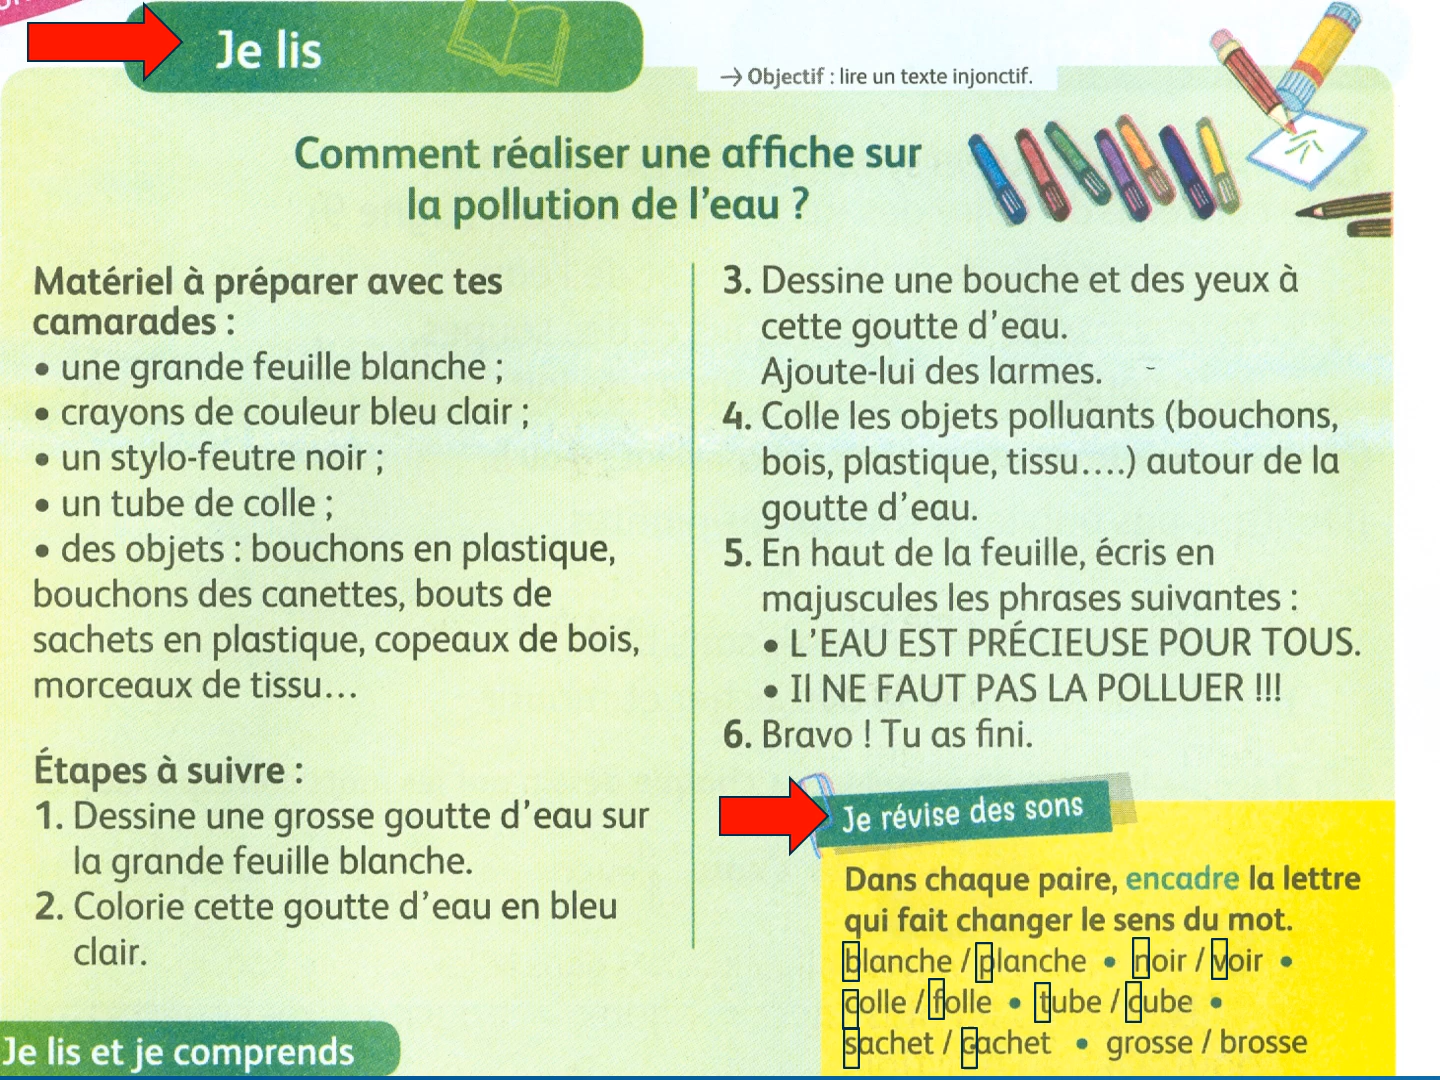 Je lis
→ Objectif : lire un texte injonctif.
Comment réaliser une affiche sur
la pollution de l'eau ?
Matériel à préparer avec tes
camarades :
• une grande feuille blanche ;
• crayons de couleur bleu clair ;
• un stylo-feutre noir ;
• un tube de colle ;
• des objets : bouchons en plastique,
bouchons des canettes, bouts de
sachets en plastique, copeaux de bois,
morceaux de tissu...
Étapes à suivre :
1. Dessine une grosse goutte d'eau sur
la grande feuille blanche.
2. Colorie cette goutte d'eau en bleu
clair.
3. Dessine une bouche et des yeux à
cette goutte d'eau.
Ajoute-lui des larmes.
4. Colle les objets polluants (bouchons,
bois, plastique, tissu....) autour de la
goutte d'eau.
5. En haut de la feuille, écris en
majuscules les phrases suivantes :
• L'EAU EST PRÉCIEUSE POUR TOUS.
• Il NE FAUT PAS LA POLLUER !!!
6. Bravo ! Tu as fini.
Je révise des sons
Dans chaque paire, encadre la lettre
qui fait changer le sens du mot.
blanche / planche • noir / voir •
colle / folle • tube / cube •
sachet / cachet • grosse / brosse
Je lis et je comprends